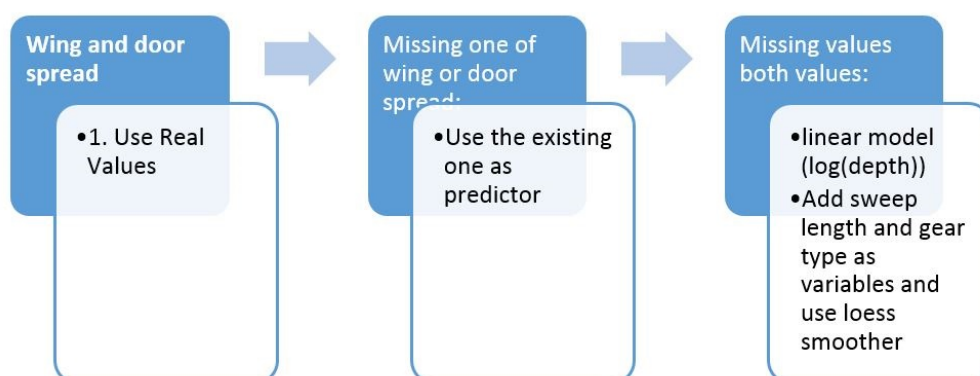 Wing and door
spread
•1. Use Real
Values
Missing one of
wing or door
spread:
•Use the existing
one as
predictor
Missing values
both values:
•linear model
(log(depth))
•Add sweep
length and gear
type as
variables and
use loess
smoother